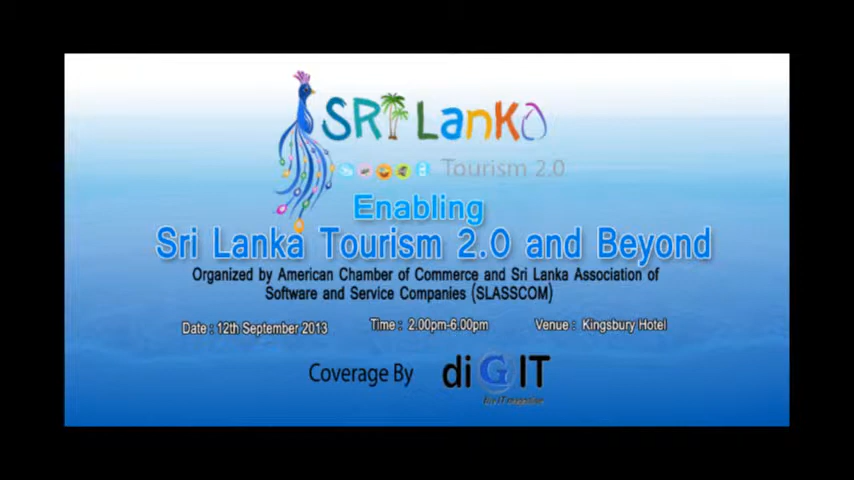 SRI Lanka
Tourism 2.0
Enabling
Sri Lanka Tourism 2.0 and Beyond
Organized by American Chamber of Commerce and Sri Lanka Association of
Software and Service Companies (SLASSCOM)
Date : 12th September 2013 Time : 2.00pm-6.00pm Venue : Kingsbury Hotel
Coverage By diGIT